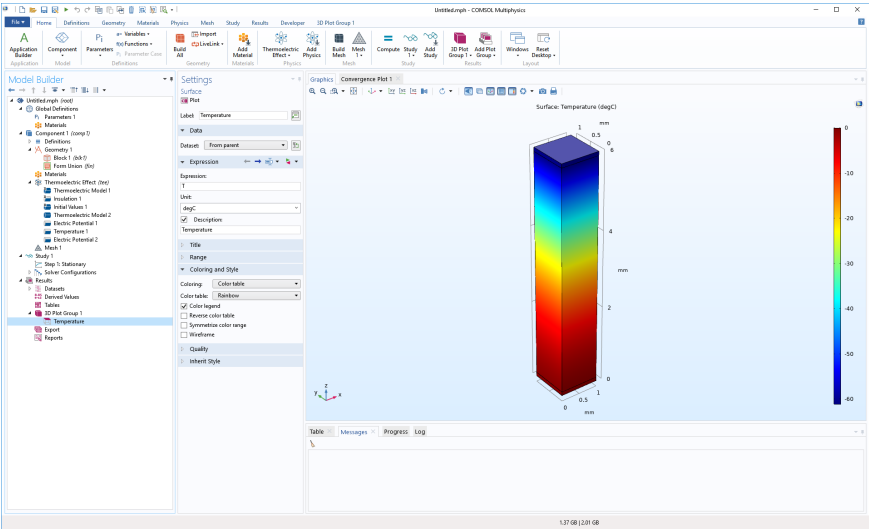 Untitled.mph - COMSOL Multiphysics
File Home Definitions Geometry Materials Physics Mesh Study Results Developer 3D Plot Group 1
Application Builder
Component 1
Parameters
a= Variables
f(x) Functions
Pi Parameter Case
Build All
Import
LiveLink
Add Material
Thermoelectric Effect
Add Physics
Build Mesh
Mesh 1
Compute
Study 1
Add Study
3D Plot Group 1
Add Plot Group
Windows
Reset Desktop
Application Model Definitions Geometry Materials Physics Mesh Study Results Layout
Model Builder
Untitled.mph (root)
Global Definitions
Pi Parameters 1
Materials
Component 1 (comp1)
Definitions
Geometry 1
Block 1 (blk1)
Form Union (fin)
Materials
Thermoelectric Effect (tee)
Thermoelectric Model 1
Insulation 1
Initial Values 1
Thermoelectric Model 2
Electric Potential 1
Temperature 1
Electric Potential 2
Mesh 1
Study 1
Step 1: Stationary
Solver Configurations
Results
Datasets
Derived Values
Tables
3D Plot Group 1
Temperature
Export
Reports
Settings
Surface
Plot
Label: Temperature
Data
Dataset: From parent
Expression
Expression:
T
Unit:
degC
Description:
Temperature
Title
Range
Coloring and Style
Coloring: Color table
Color table: Rainbow
Color legend
Reverse color table
Symmetrize color range
Wireframe
Quality
Inherit Style
Graphics Convergence Plot 1
Surface: Temperature (degC)
mm
1
0.5
0
6
4
mm
2
0
1
0.5
0
mm
z
y
x
0
-10
-20
-30
-40
-50
-60
Table Messages Progress Log
1.37 GB | 2.01 GB